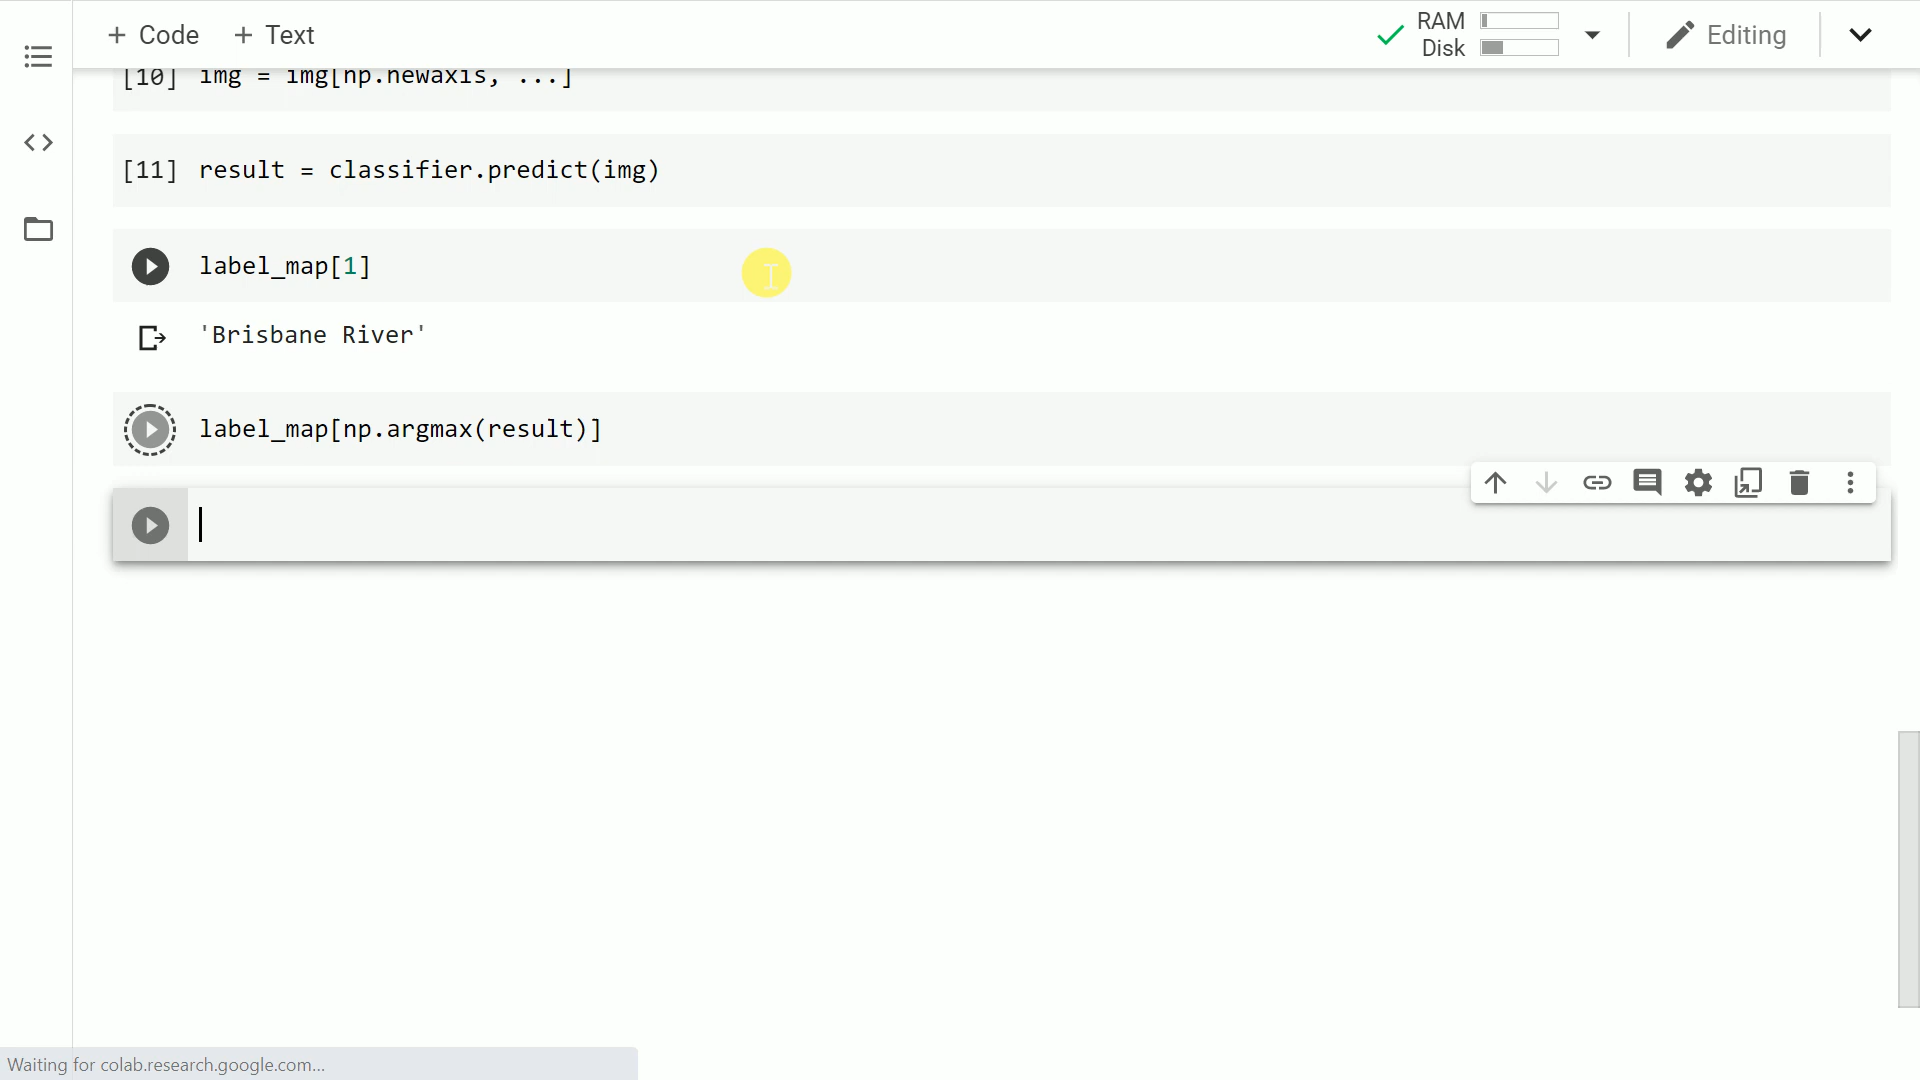 + Code + Text
RAM
Disk
Editing
[10] img = img[np.newaxis, ...]
[11] result = classifier.predict(img)
label_map[1]
'Brisbane River'
label_map[np.argmax(result)]
Waiting for colab.research.google.com...